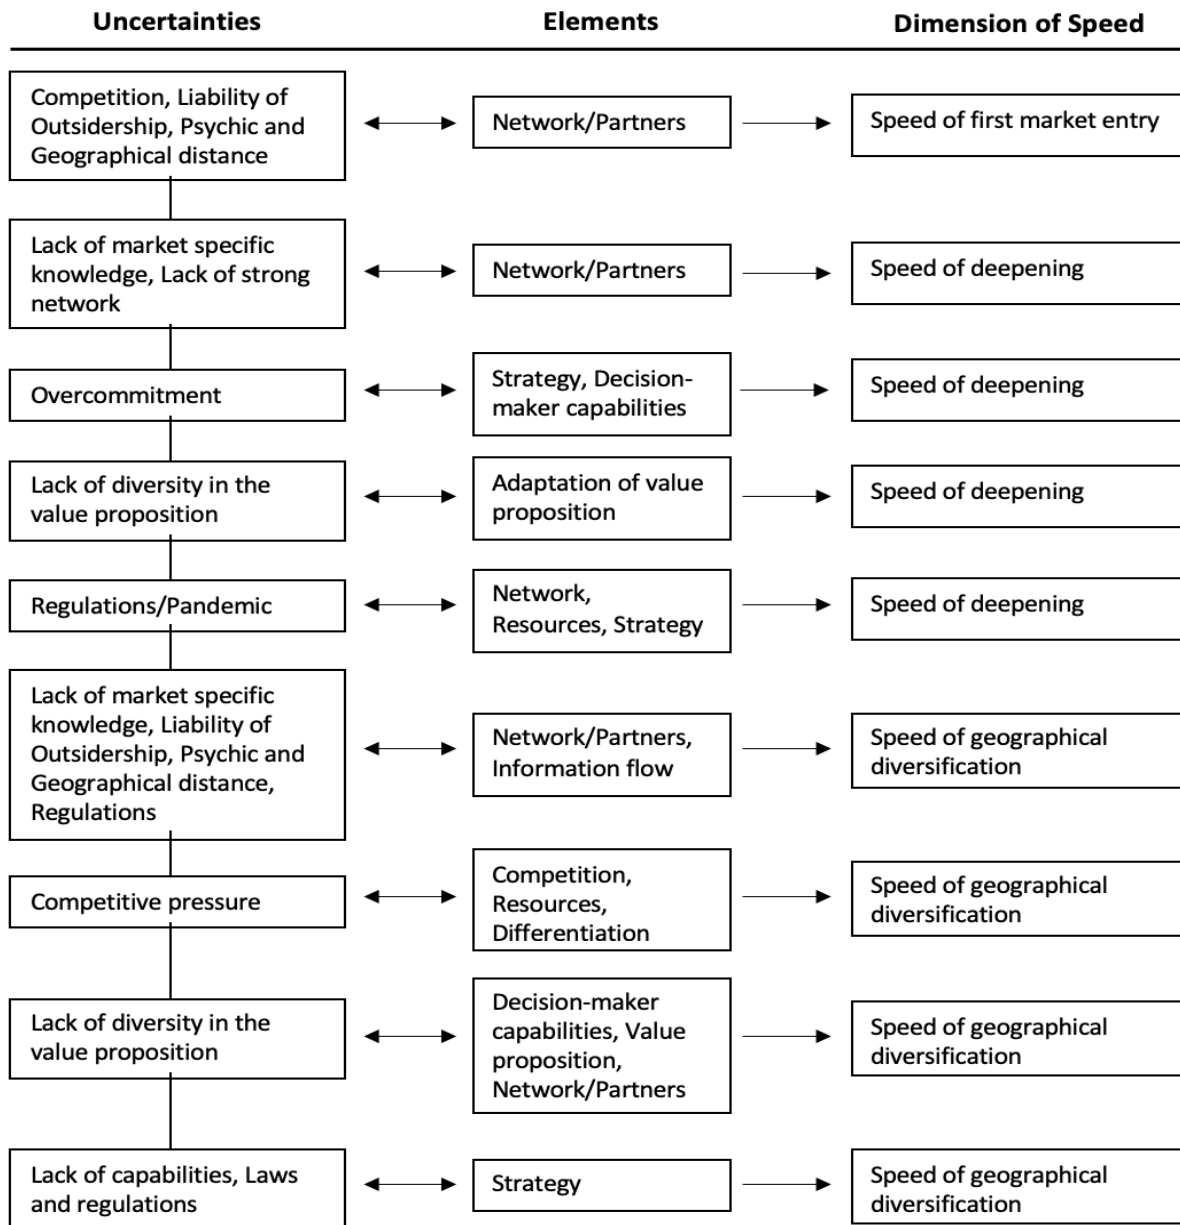 Uncertainties
Elements
Dimension of Speed
Competition, Liability of
Outsidership, Psychic and
Geographical distance
Network/Partners
Speed of first market entry
Lack of market specific
knowledge, Lack of strong
network
Network/Partners
Speed of deepening
Overcommitment
Strategy, Decision-
maker capabilities
Speed of deepening
Lack of diversity in the
value proposition
Adaptation of value
proposition
Speed of deepening
Regulations/Pandemic
Network,
Resources, Strategy
Speed of deepening
Lack of market specific
knowledge, Liability of
Outsidership, Psychic and
Geographical distance,
Regulations
Network/Partners,
Information flow
Speed of geographical
diversification
Competitive pressure
Competition,
Resources,
Differentiation
Speed of geographical
diversification
Lack of diversity in the
value proposition
Decision-maker
capabilities, Value
proposition,
Network/Partners
Speed of geographical
diversification
Lack of capabilities, Laws
and regulations
Strategy
Speed of geographical
diversification